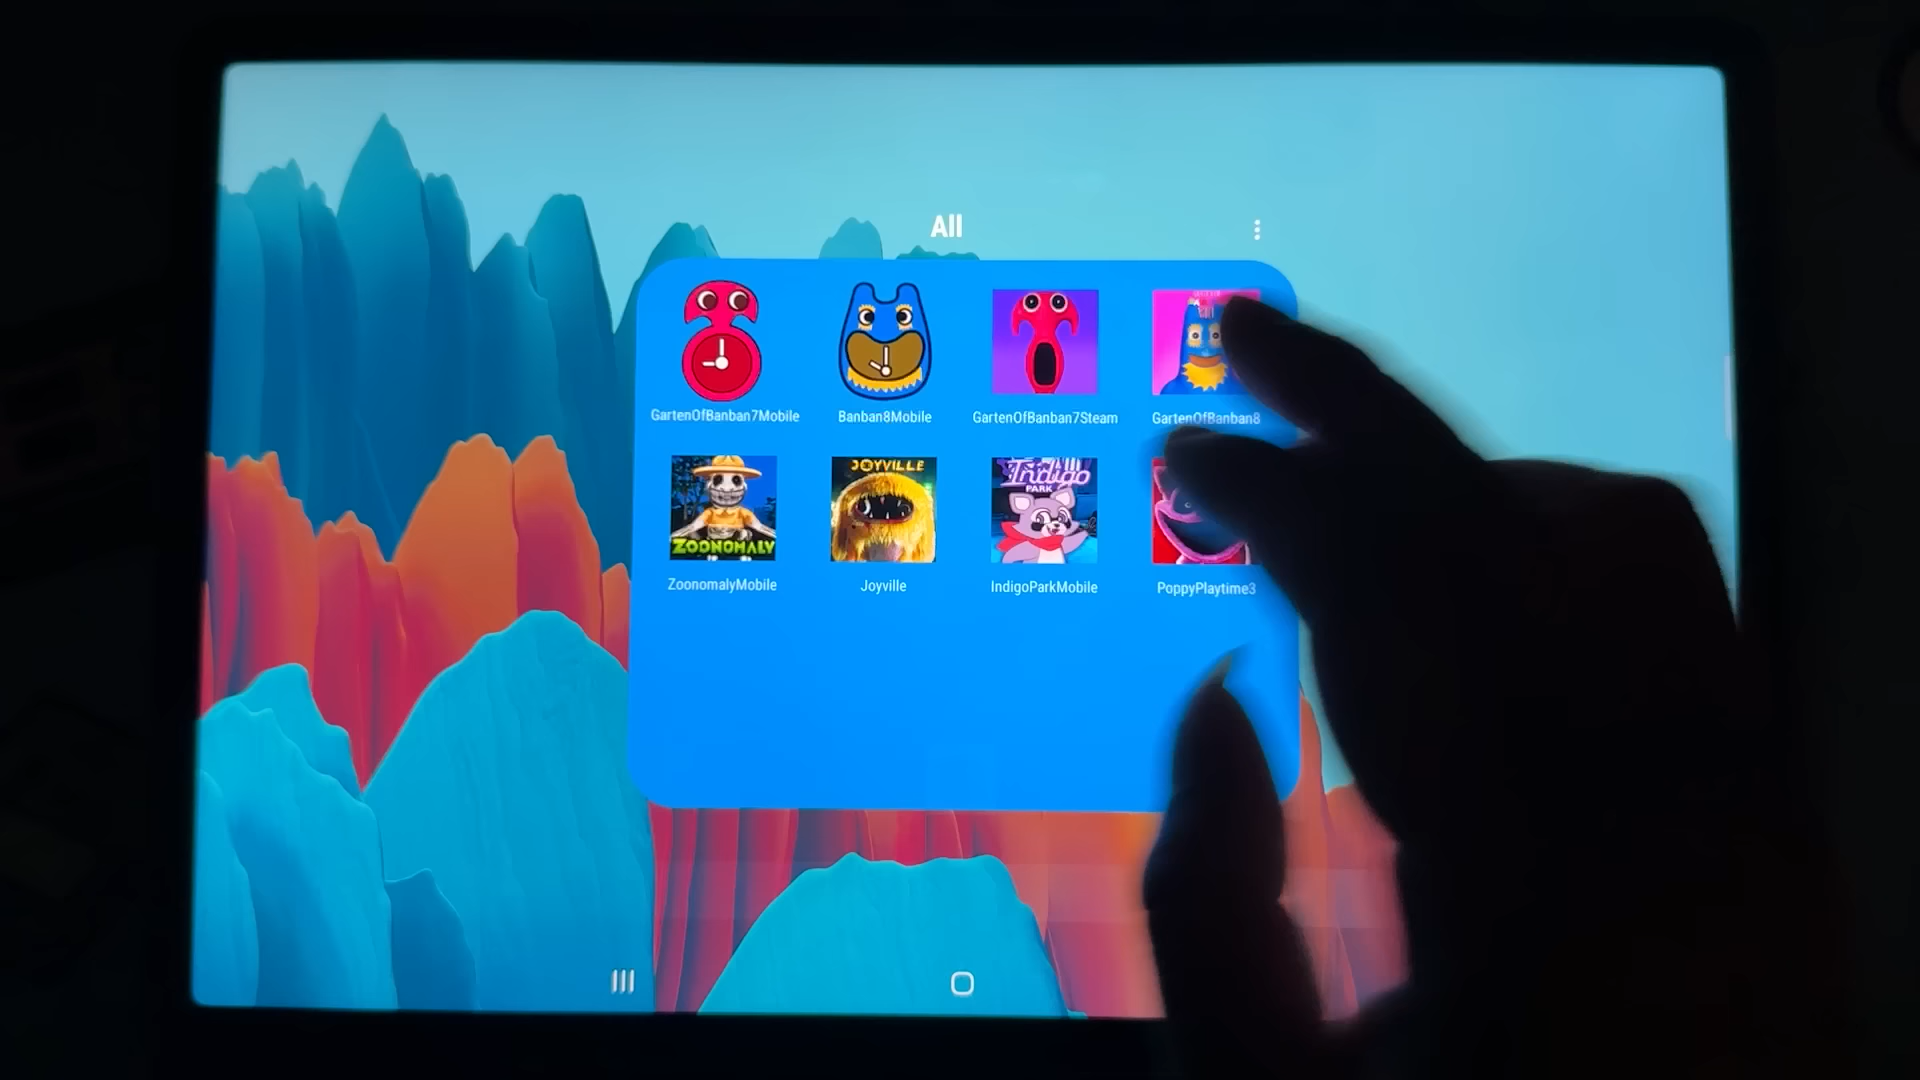 All
GartenOfBanban7Mobile
Banban8Mobile
GartenOfBanban7Steam
GartenOfBanban8
ZOONOMALY
JOYVILLE
Indigo
PARK
ZoonomalyMobile
Joyville
IndigoParkMobile
PoppyPlaytime3